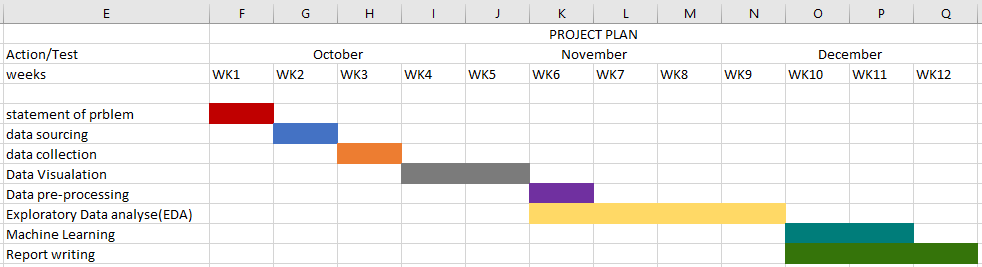 E F G H I J K L M N O P Q
PROJECT PLAN
Action/Test October November December
weeks WK1 WK2 WK3 WK4 WK5 WK6 WK7 WK8 WK9 WK10 WK11 WK12
statement of prblem
data sourcing
data collection
Data Visualation
Data pre-processing
Exploratory Data analyse(EDA)
Machine Learning
Report writing